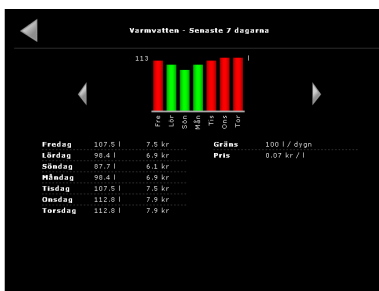 Varmvatten - Senaste 7 dagarna
113 l
Fre Lör Sön Mån Tis Ons Tor
Fredag 107.5 l 7.5 kr
Lördag 98.4 l 6.9 kr
Söndag 87.7 l 6.1 kr
Måndag 98.4 l 6.9 kr
Tisdag 107.5 l 7.5 kr
Onsdag 112.8 l 7.9 kr
Torsdag 112.8 l 7.9 kr
Gräns 100 l / dygn
Pris 0.07 kr / l